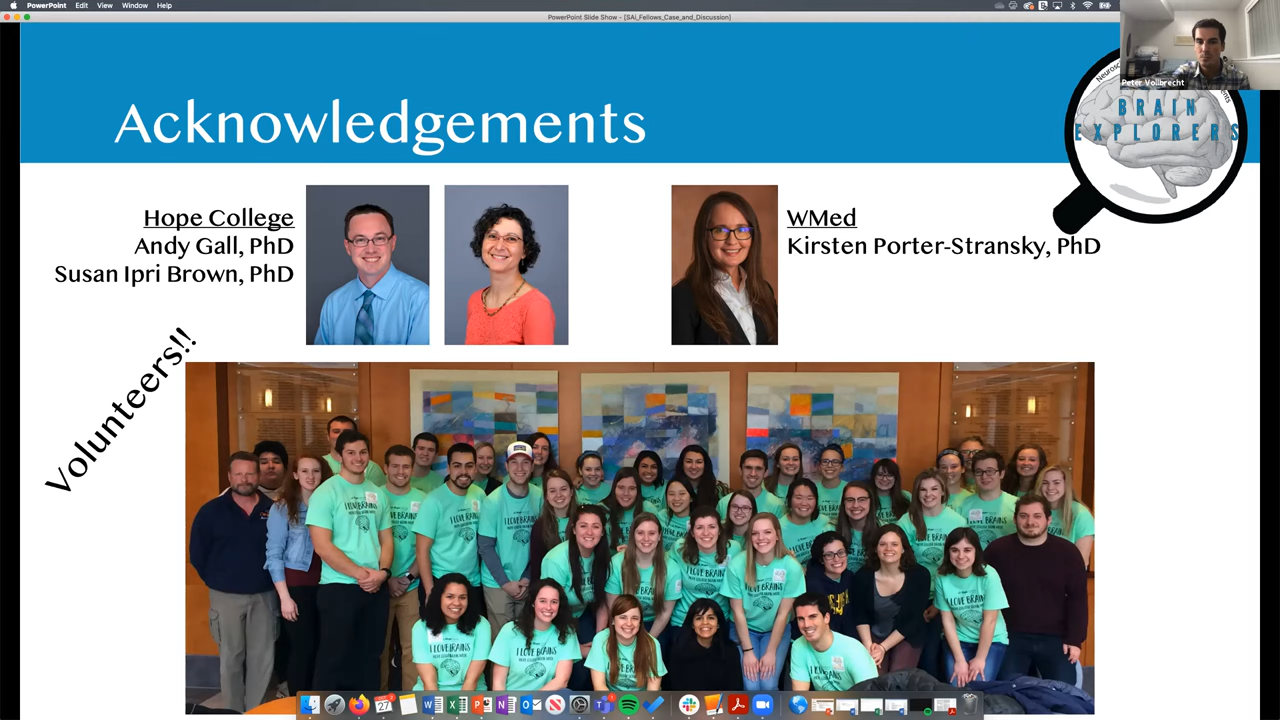 PowerPoint Edit View Window Help
PowerPoint Slide Show - [SAi_Fellows_Case_and_Discussion]
Peter Vollbrecht
Acknowledgements
BRAIN
EXPLORERS
Hope College
Andy Gall, PhD
Susan Ipri Brown, PhD
WMed
Kirsten Porter-Stransky, PhD
Volunteers!!
I LOVE BRAINS
27